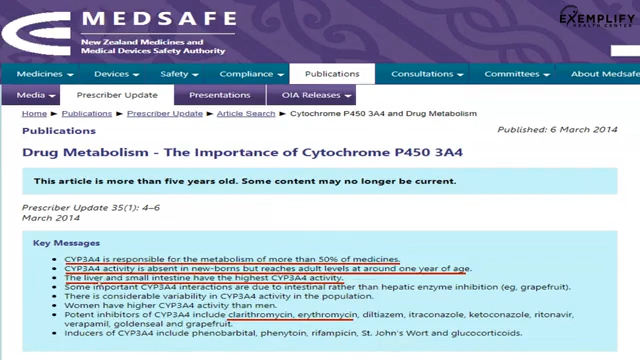 MEDSAFE
New Zealand Medicines and
Medical Devices Safety Authority
EXEMPLIFY
HEALTH CENTER
Medicines
Devices
Safety
Compliance
Publications
Consultations
Committees
About Medsafe
Media
Prescriber Update
Presentations
OIA Releases
Home ► Publications ► Prescriber Update ► Article Search ► Cytochrome P450 3A4 and Drug Metabolism
Publications
Published: 6 March 2014
Drug Metabolism - The Importance of Cytochrome P450 3A4
This article is more than five years old. Some content may no longer be current.
Prescriber Update 35(1): 4–6
March 2014
Key Messages
• CYP3A4 is responsible for the metabolism of more than 50% of medicines.
• CYP3A4 activity is absent in new-borns but reaches adult levels at around one year of age.
• The liver and small intestine have the highest CYP3A4 activity.
• Some important CYP3A4 interactions are due to intestinal rather than hepatic enzyme inhibition (eg, grapefruit).
• There is considerable variability in CYP3A4 activity in the population.
• Women have higher CYP3A4 activity than men.
• Potent inhibitors of CYP3A4 include clarithromycin, erythromycin, diltiazem, itraconazole, ketoconazole, ritonavir,
verapamil, goldenseal and grapefruit.
• Inducers of CYP3A4 include phenobarbital, phenytoin, rifampicin, St. John's Wort and glucocorticoids.